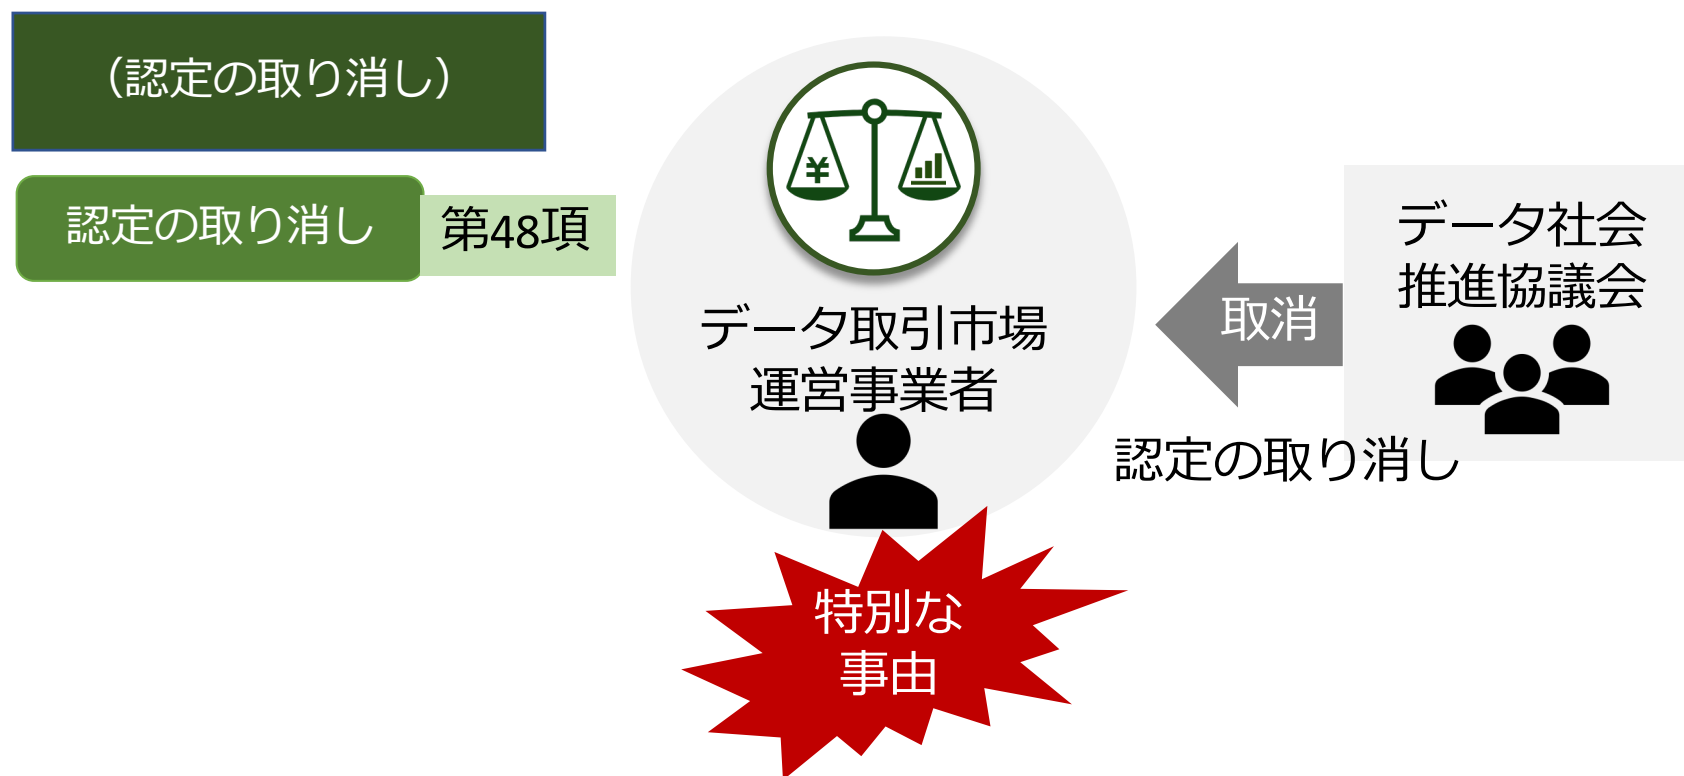 （認定の取り消し）
認定の取り消し
第48項
¥
データ取引市場
運営事業者
特別な
事由
取消
認定の取り消し
データ社会
推進協議会